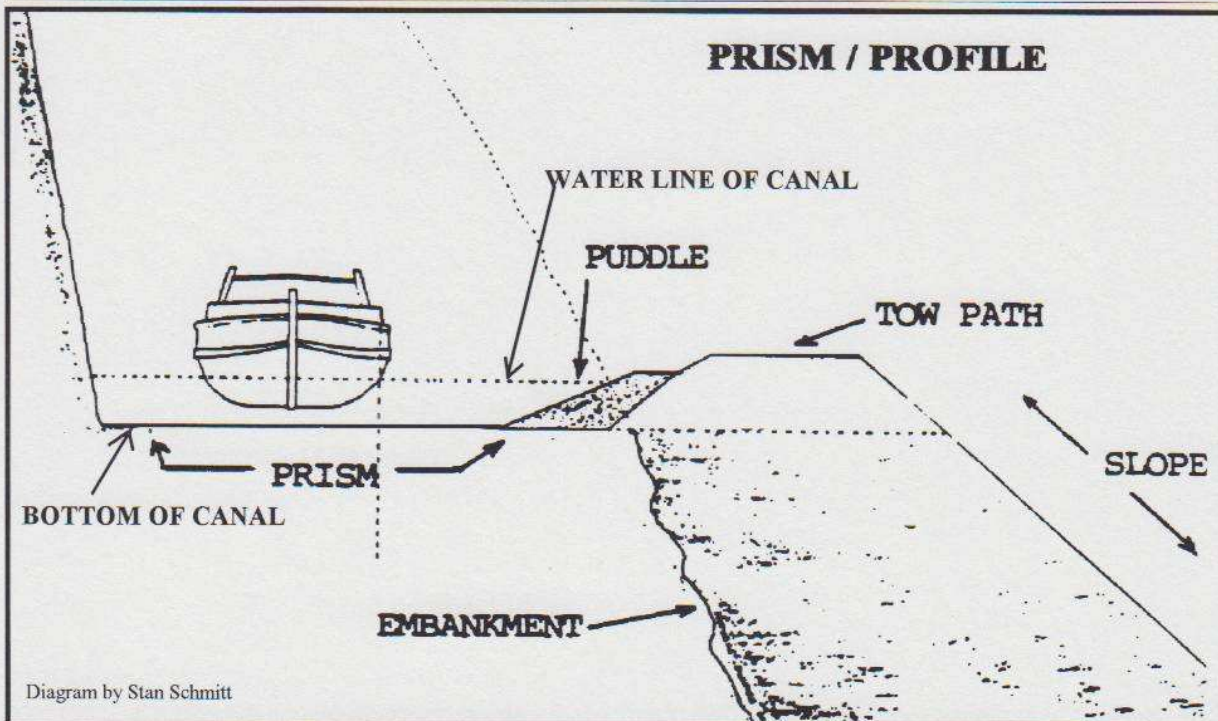 PRISM / PROFILE
WATER LINE OF CANAL
PUDDLE
TOW PATH
SLOPE
PRISM
BOTTOM OF CANAL
EMBANKMENT
Diagram by Stan Schmitt